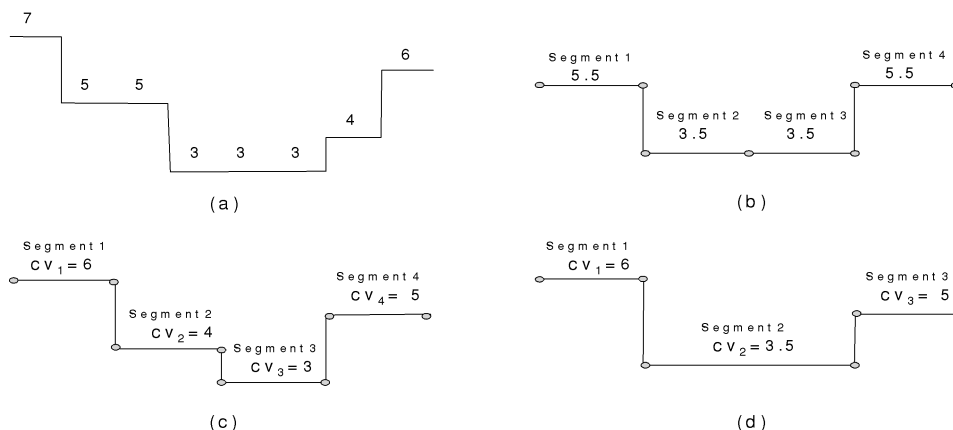 7
5 5
3 3 3
4
6
(a)
Segment 1
5.5
Segment 2
3.5
Segment 3
3.5
Segment 4
5.5
(b)
Segment 1
cv1 = 6
Segment 2
cv2 = 4
Segment 3
cv3 = 3
Segment 4
cv4 = 5
(c)
Segment 1
cv1 = 6
Segment 2
cv2 = 3.5
Segment 3
cv3 = 5
(d)